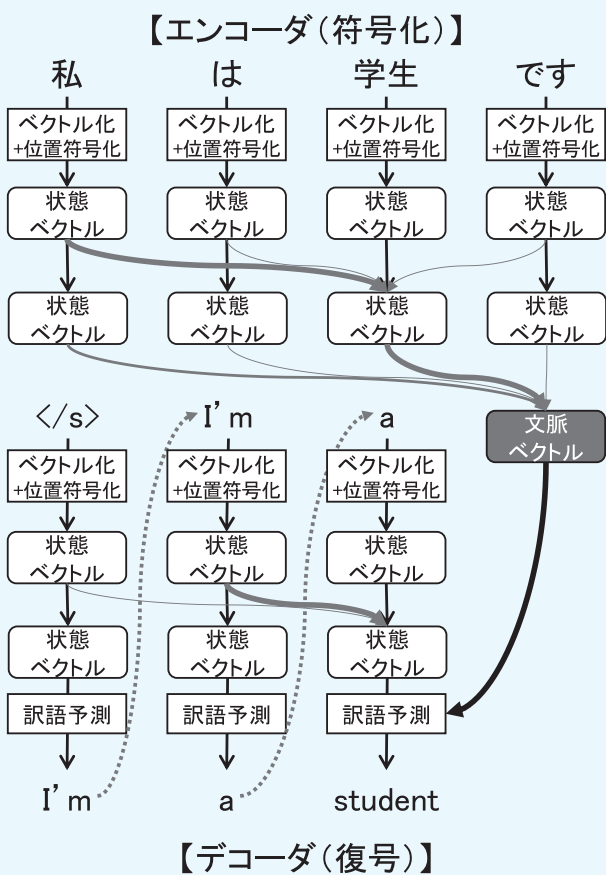 【エンコーダ（符号化）】
私 は 学生 です
ベクトル化 ベクトル化 ベクトル化 ベクトル化
+位置符号化 +位置符号化 +位置符号化 +位置符号化
状態 状態 状態 状態
ベクトル ベクトル ベクトル ベクトル
状態 状態 状態 状態
ベクトル ベクトル ベクトル ベクトル
</s> I'm a
文脈
ベクトル
ベクトル化 ベクトル化 ベクトル化
+位置符号化 +位置符号化 +位置符号化
状態 状態 状態
ベクトル ベクトル ベクトル
状態 状態 状態
ベクトル ベクトル ベクトル
訳語予測 訳語予測 訳語予測
I'm a student
【デコーダ（復号）】